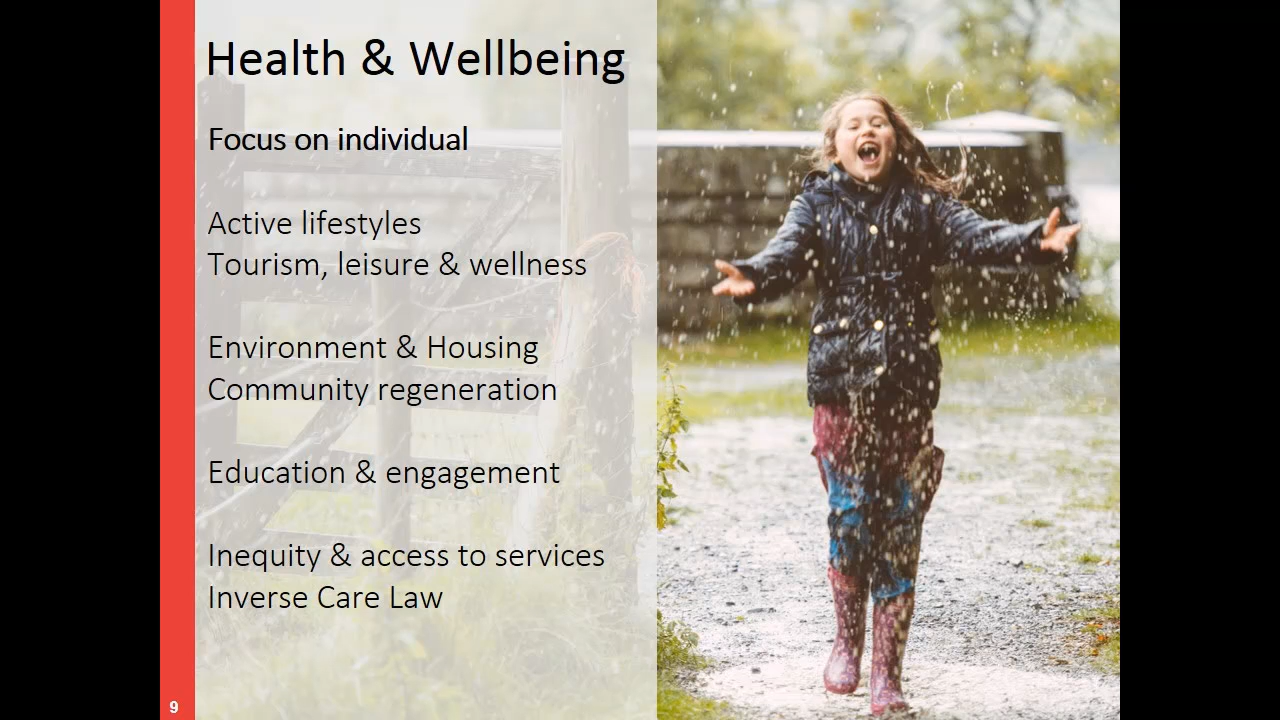 Health & Wellbeing
Focus on individual
Active lifestyles
Tourism, leisure & wellness
Environment & Housing
Community regeneration
Education & engagement
Inequity & access to services
Inverse Care Law
9